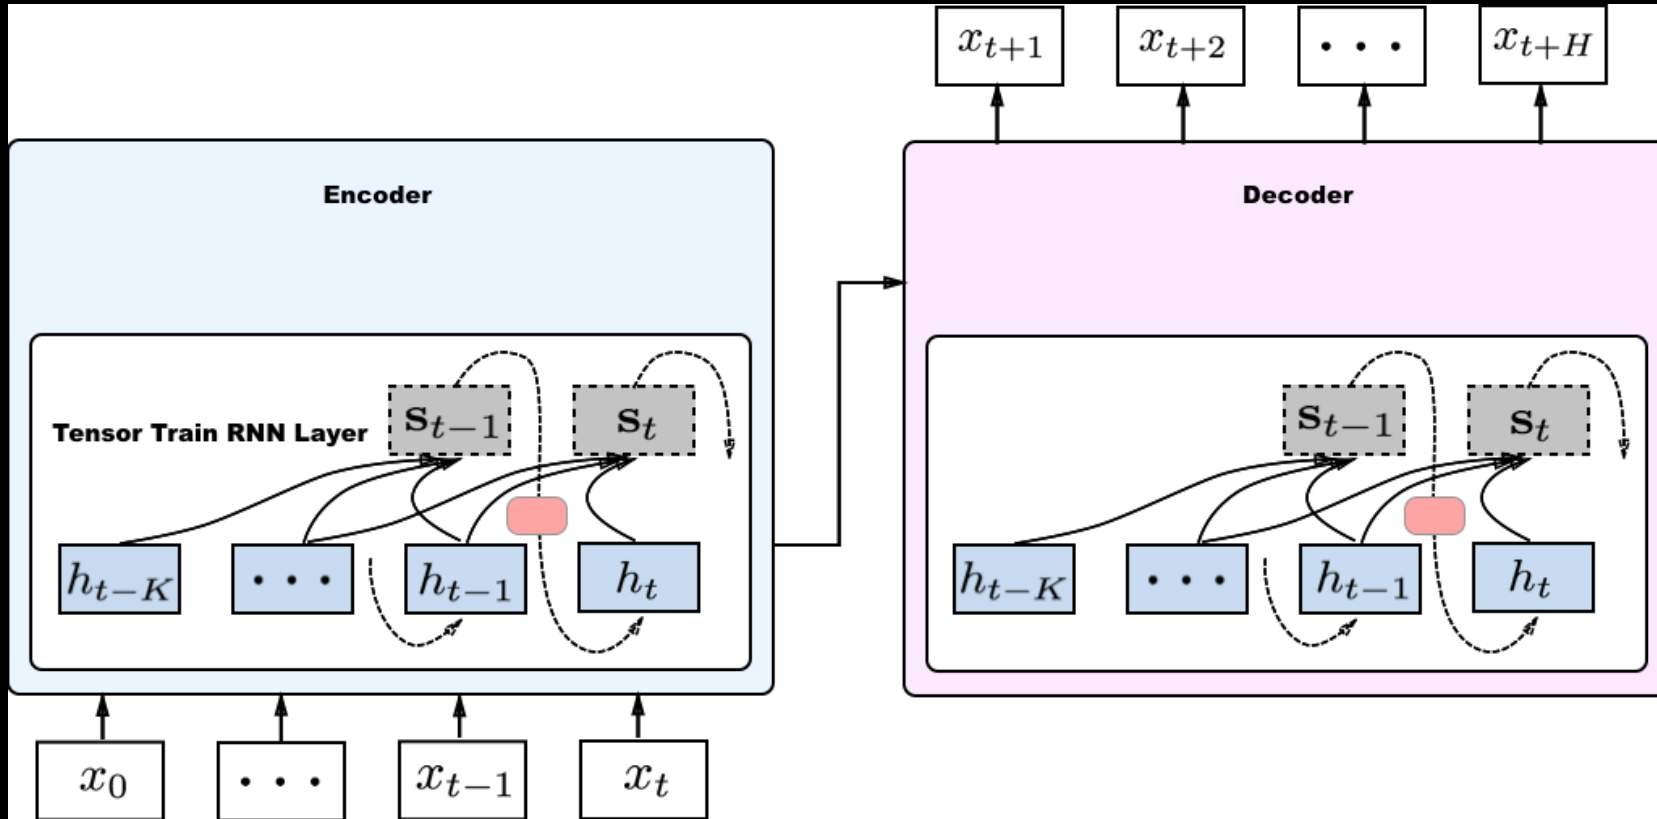 x_{t+1} x_{t+2} ... x_{t+H}
Encoder
Decoder
Tensor Train RNN Layer
s_{t-1} s_t
s_{t-1} s_t
h_{t-K} ... h_{t-1} h_t
h_{t-K} ... h_{t-1} h_t
x_0 ... x_{t-1} x_t